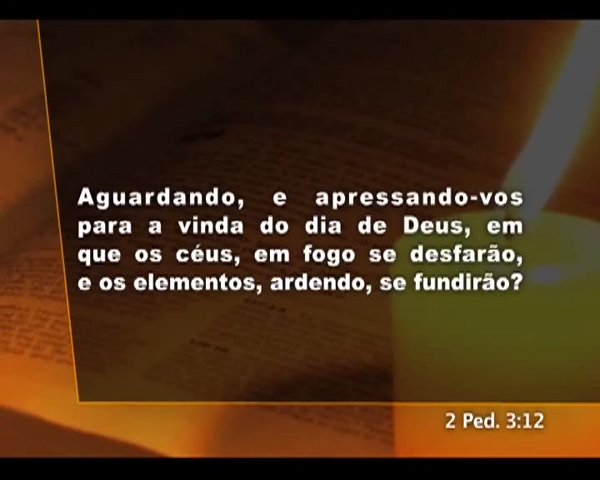 Aguardando, e apressando-vos
para a vinda do dia de Deus, em
que os céus, em fogo se desfarão,
e os elementos, ardendo, se fundirão?
2 Ped. 3:12